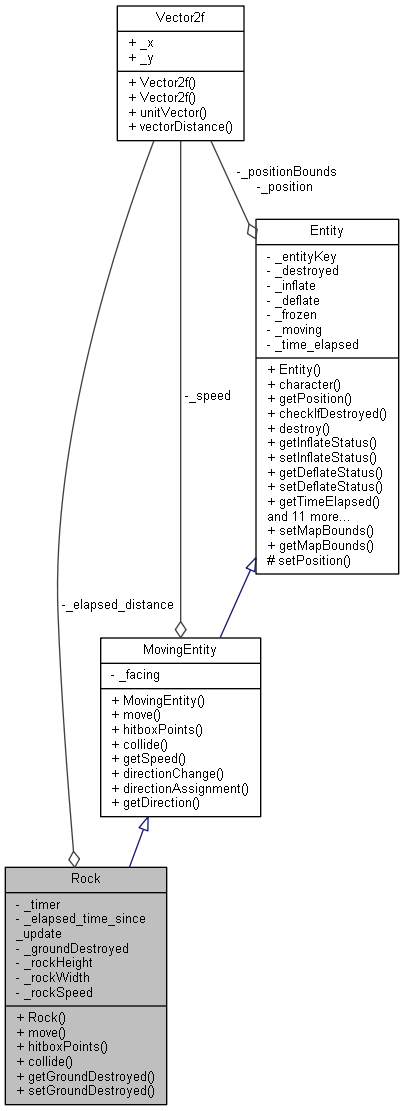 Vector2f
+ _x
+ _y
+ Vector2f()
+ Vector2f()
+ unitVector()
+ vectorDistance()
-_positionBounds
-_position
Entity
- _entityKey
- _destroyed
- _inflate
- _deflate
- _frozen
- _moving
- _time_elapsed
+ Entity()
+ character()
+ getPosition()
+ checkIfDestroyed()
+ destroy()
+ getInflateStatus()
+ setInflateStatus()
+ getDeflateStatus()
+ setDeflateStatus()
+ getTimeElapsed()
and 11 more...
+ setMapBounds()
+ getMapBounds()
# setPosition()
-_speed
-_elapsed_distance
MovingEntity
- _facing
+ MovingEntity()
+ move()
+ hitboxPoints()
+ collide()
+ getSpeed()
+ directionChange()
+ directionAssignment()
+ getDirection()
Rock
- _timer
- _elapsed_time_since
_update
- _groundDestroyed
- _rockHeight
- _rockWidth
- _rockSpeed
+ Rock()
+ move()
+ hitboxPoints()
+ collide()
+ getGroundDestroyed()
+ setGroundDestroyed()